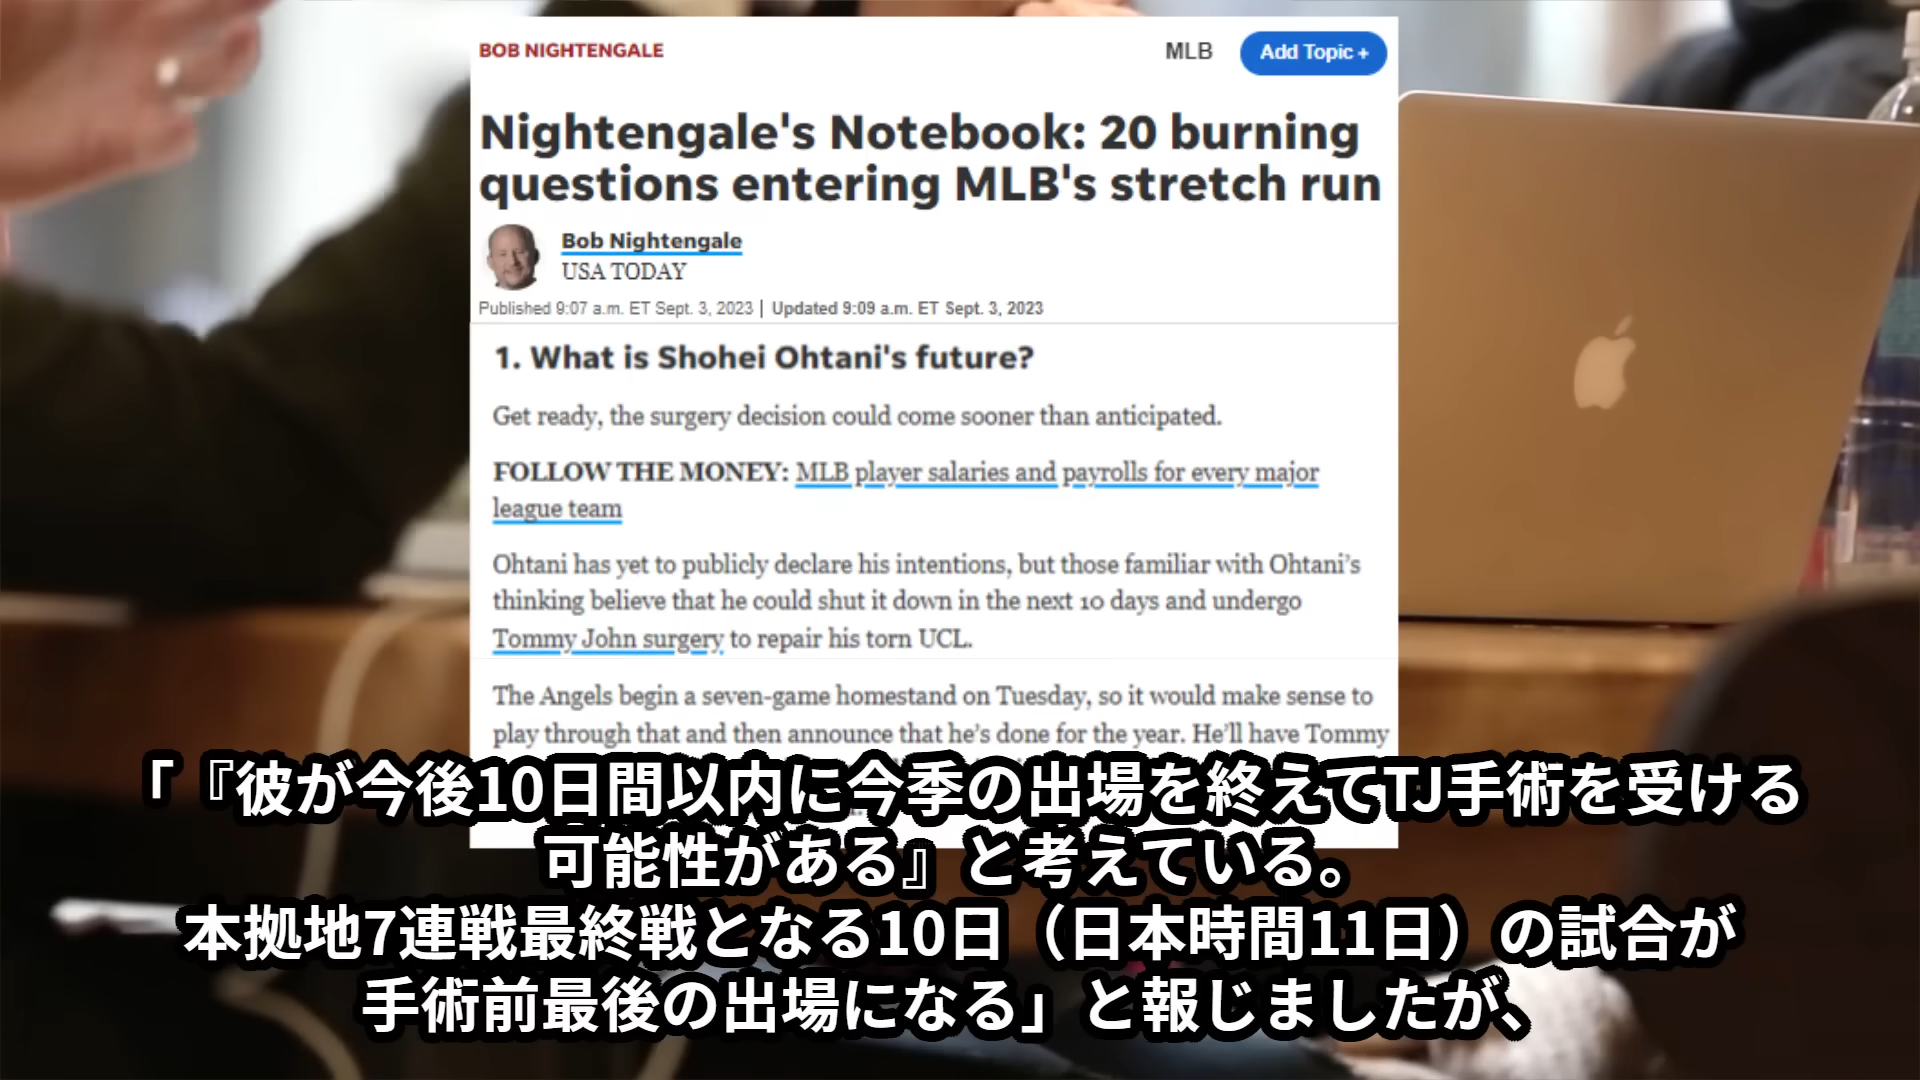 BOB NIGHTENGALE
MLB
Add Topic +
Nightengale's Notebook: 20 burning
questions entering MLB's stretch run
Bob Nightengale
USA TODAY
Published 9:07 a.m. ET Sept. 3, 2023 | Updated 9:09 a.m. ET Sept. 3, 2023
1. What is Shohei Ohtani's future?
Get ready, the surgery decision could come sooner than anticipated.
FOLLOW THE MONEY: MLB player salaries and payrolls for every major
league team
Ohtani has yet to publicly declare his intentions, but those familiar with Ohtani’s
thinking believe that he could shut it down in the next 10 days and undergo
Tommy John surgery to repair his torn UCL.
The Angels begin a seven-game homestand on Tuesday, so it would make sense to
play through that and then announce that he’s done for the year. He’ll have Tommy
「『彼が今後10日間以内に今季の出場を終えてTJ手術を受ける
可能性がある』と考えている。
本拠地7連戦最終戦となる10日（日本時間11日）の試合が
手術前最後の出場になる」と報じましたが、